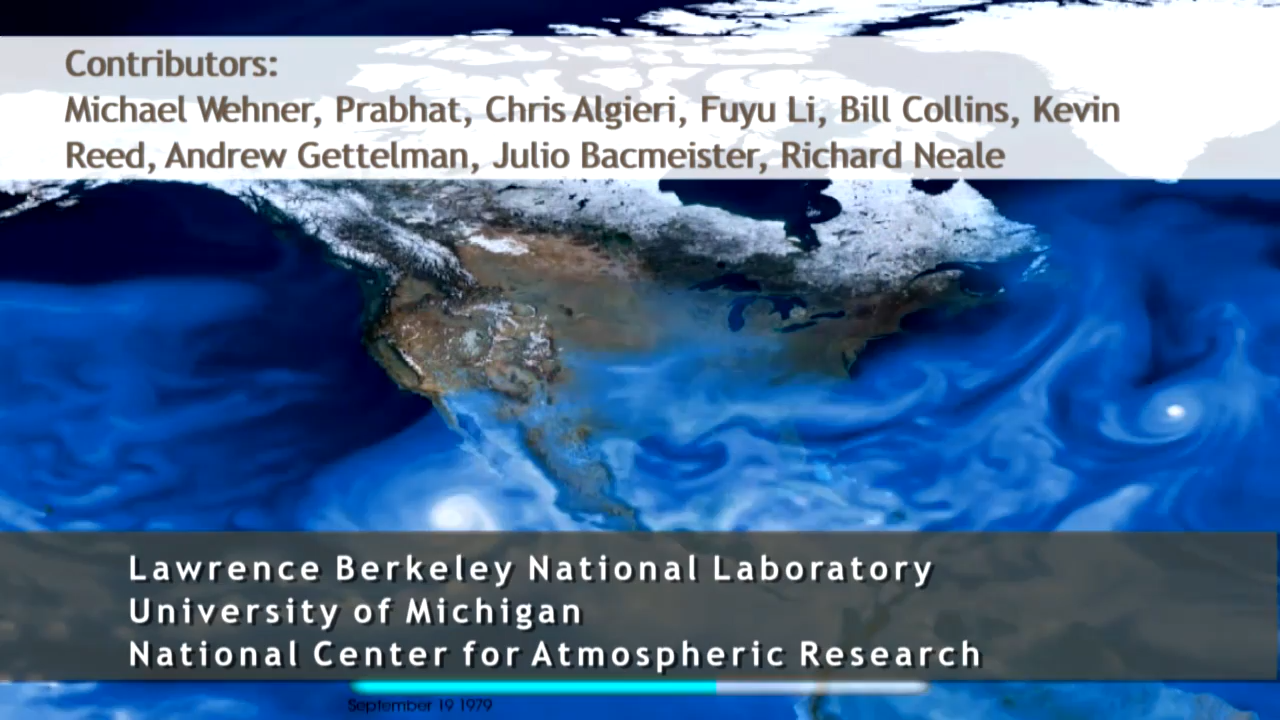 Contributors:
Michael Wehner, Prabhat, Chris Algieri, Fuyu Li, Bill Collins, Kevin
Reed, Andrew Gettelman, Julio Bacmeister, Richard Neale
Lawrence Berkeley National Laboratory
University of Michigan
National Center for Atmospheric Research
September 19 1979